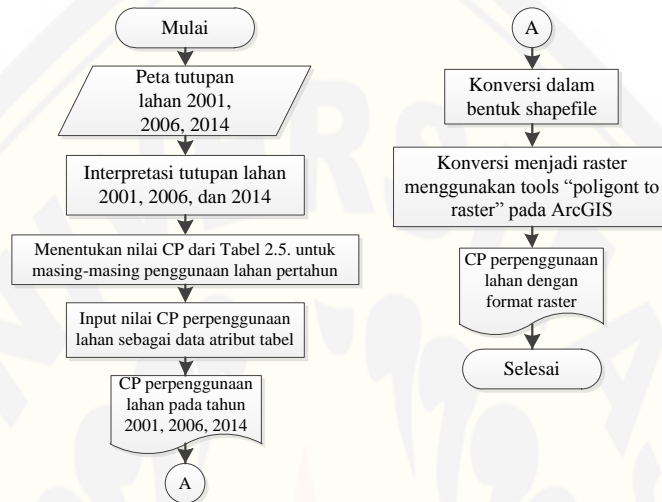 Mulai
Peta tutupan
lahan 2001,
2006, 2014
Interpretasi tutupan lahan
2001, 2006, dan 2014
Menentukan nilai CP dari Tabel 2.5. untuk
masing-masing penggunaan lahan pertahun
Input nilai CP perpenggunaan
lahan sebagai data atribut tabel
CP perpenggunaan
lahan pada tahun
2001, 2006, 2014
A
A
Konversi dalam
bentuk shapefile
Konversi menjadi raster
menggunakan tools “poligont to
raster” pada ArcGIS
CP perpenggunaan
lahan dengan
format raster
Selesai